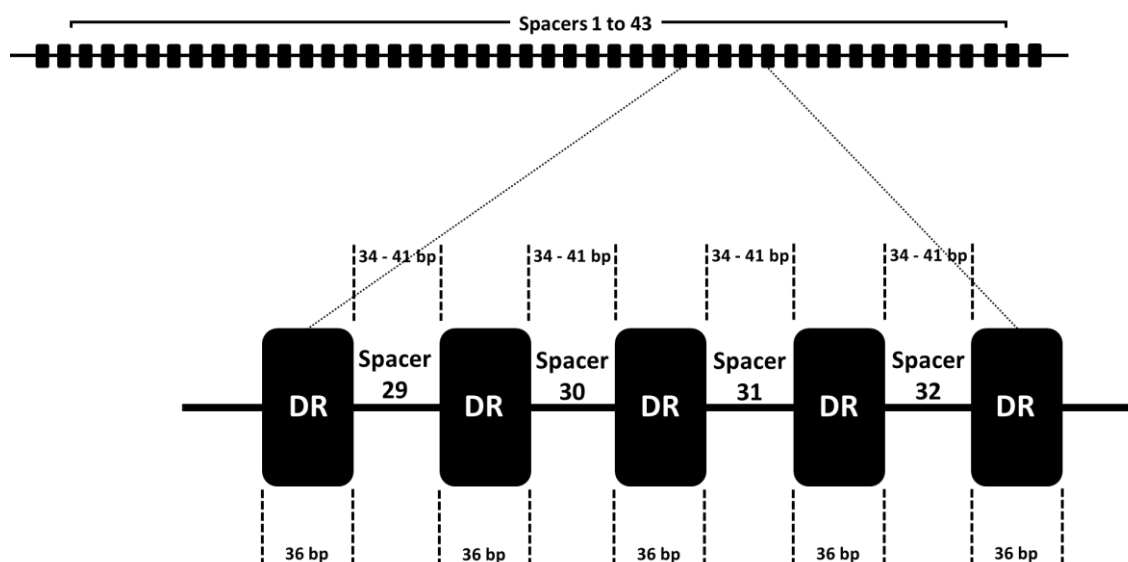 Spacers 1 to 43
34 - 41 bp
34 - 41 bp
34 - 41 bp
34 - 41 bp
DR
Spacer
29
DR
Spacer
30
DR
Spacer
31
DR
Spacer
32
DR
36 bp
36 bp
36 bp
36 bp
36 bp